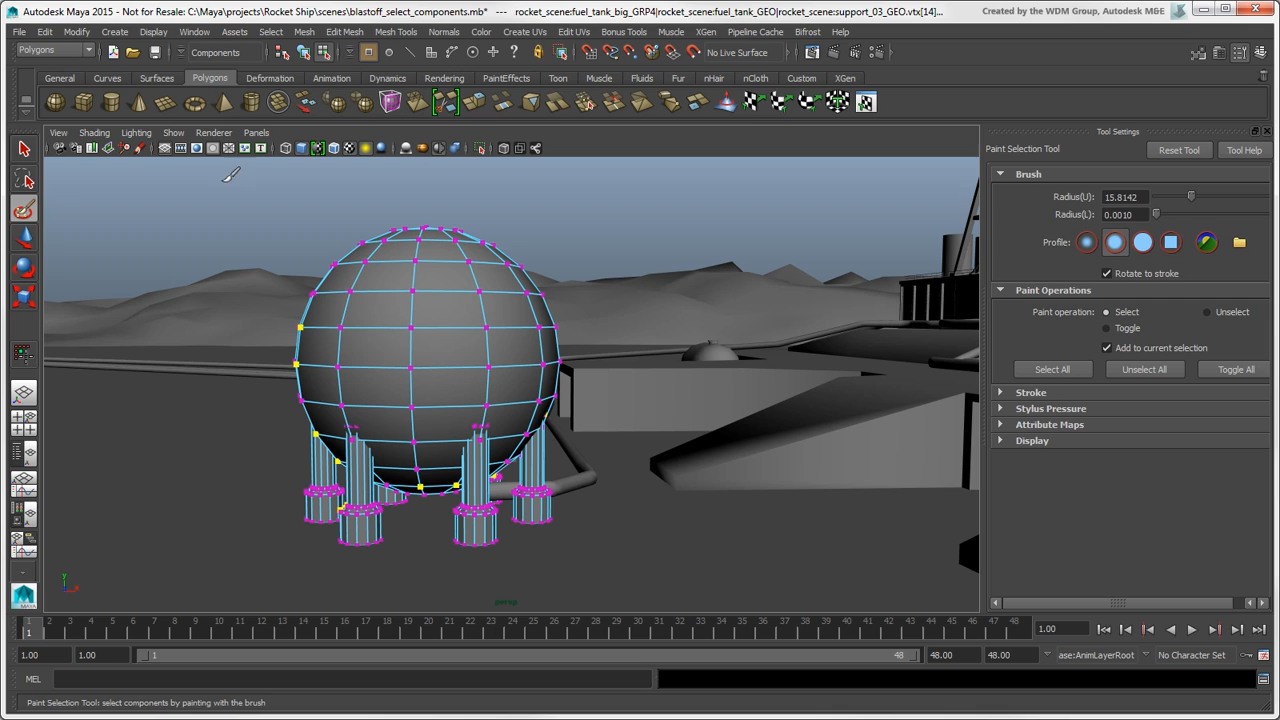 Autodesk Maya 2015 - Not for Resale: C:\Maya\projects\Rocket Ship\scenes\blastoff_select_components.mb* --- rocket_scene:fuel_tank_big_GRP4|rocket_scene:fuel_tank_GEO|rocket_scene:support_03_GEO.vtx[14]... Created by the WDM Group, Autodesk M&E
File Edit Modify Create Display Window Assets Select Mesh Edit Mesh Mesh Tools Normals Color Create UVs Edit UVs Bonus Tools Muscle XGen Pipeline Cache Bifrost Help
Polygons Components No Live Surface
General Curves Surfaces Polygons Deformation Animation Dynamics Rendering PaintEffects Toon Muscle Fluids Fur nHair nCloth Custom XGen
View Shading Lighting Show Renderer Panels
Tool Settings
Paint Selection Tool Reset Tool Tool Help
Brush
Radius(U): 15.8142
Radius(L): 0.0010
Profile:
Rotate to stroke
Paint Operations
Paint operation: Select Unselect
Toggle
Add to current selection
Select All Unselect All Toggle All
Stroke
Stylus Pressure
Attribute Maps
Display
y
persp
MAYA
1 2 3 4 5 6 7 8 9 10 11 12 13 14 15 16 17 18 19 20 21 22 23 24 25 26 27 28 29 30 31 32 33 34 35 36 37 38 39 40 41 42 43 44 45 46 47 48
1 1.00
1.00 1.00 1 48 48.00 48.00 ase:AnimLayerRoot No Character Set
MEL
Paint Selection Tool: select components by painting with the brush